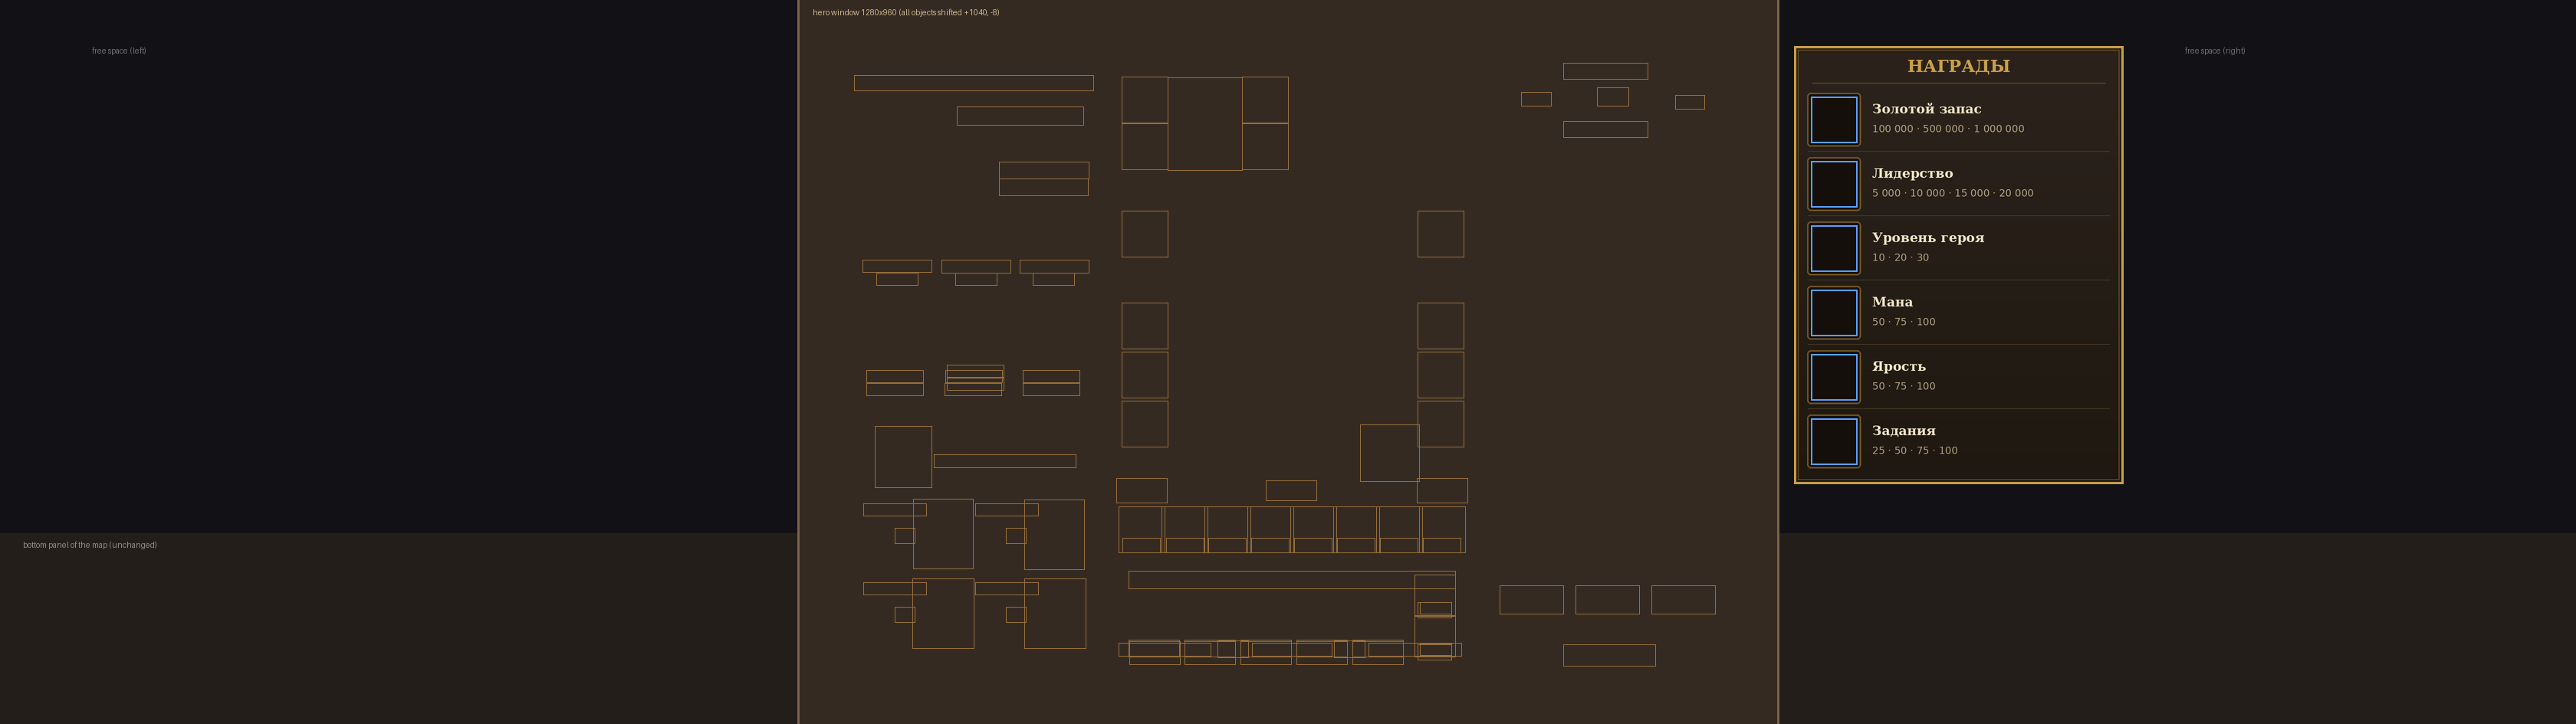 free space (left)
hero window 1280x960 (all objects shifted +1040, -8)
free space (right)
НАГРАДЫ
Золотой запас
100 000 · 500 000 · 1 000 000
Лидерство
5 000 · 10 000 · 15 000 · 20 000
Уровень героя
10 · 20 · 30
Мана
50 · 75 · 100
Ярость
50 · 75 · 100
Задания
25 · 50 · 75 · 100
bottom panel of the map (unchanged)